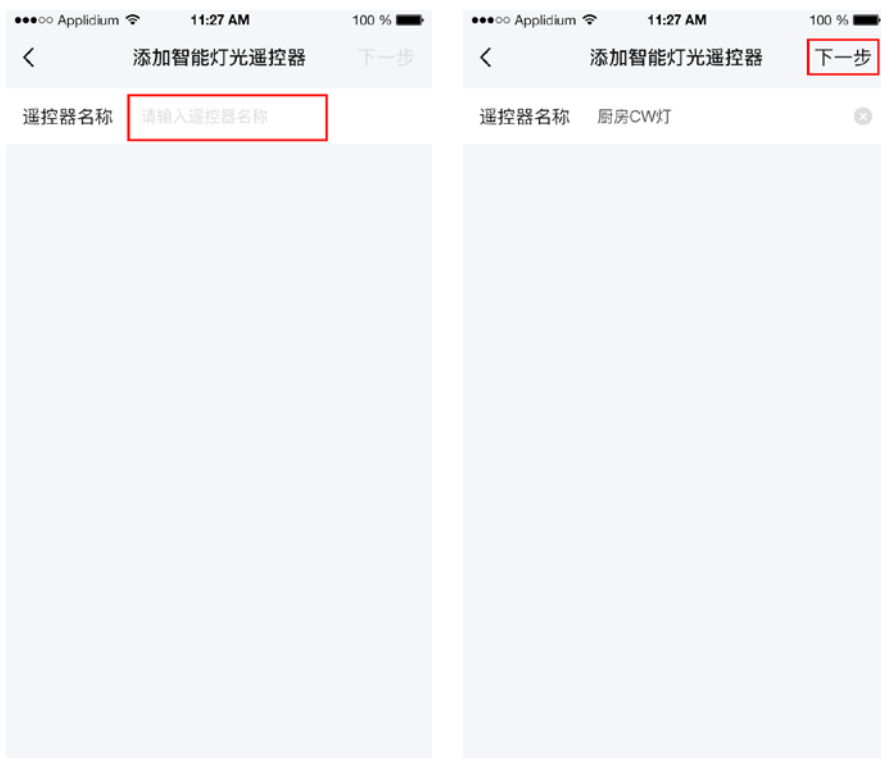 Applidium 11:27 AM 100 %
添加智能灯光遥控器 下一步
遥控器名称 请输入遥控器名称
Applidium 11:27 AM 100 %
添加智能灯光遥控器 下一步
遥控器名称 厨房CW灯